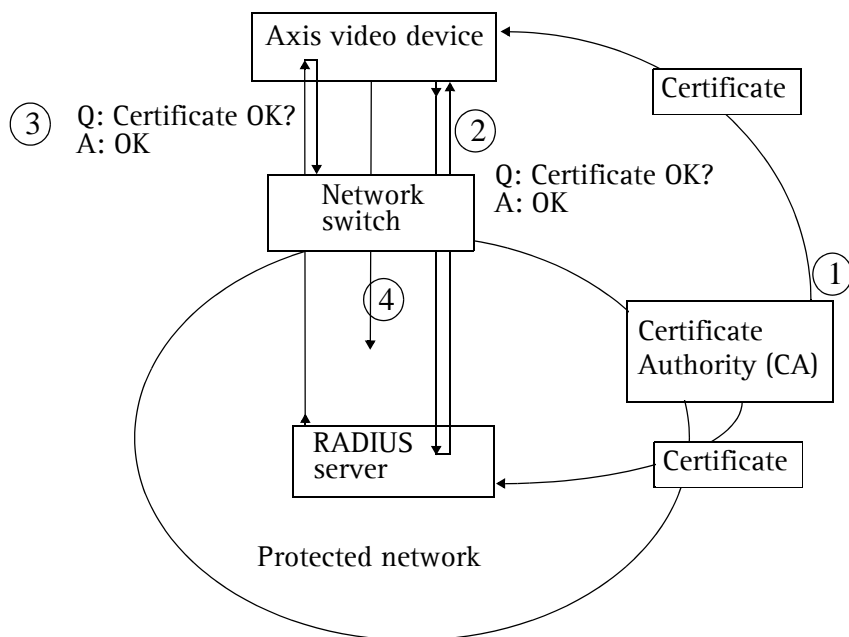 Axis video device
Certificate
3
Q: Certificate OK?
A: OK
2
Q: Certificate OK?
A: OK
Network
switch
1
4
Certificate
Authority (CA)
RADIUS
server
Certificate
Protected network